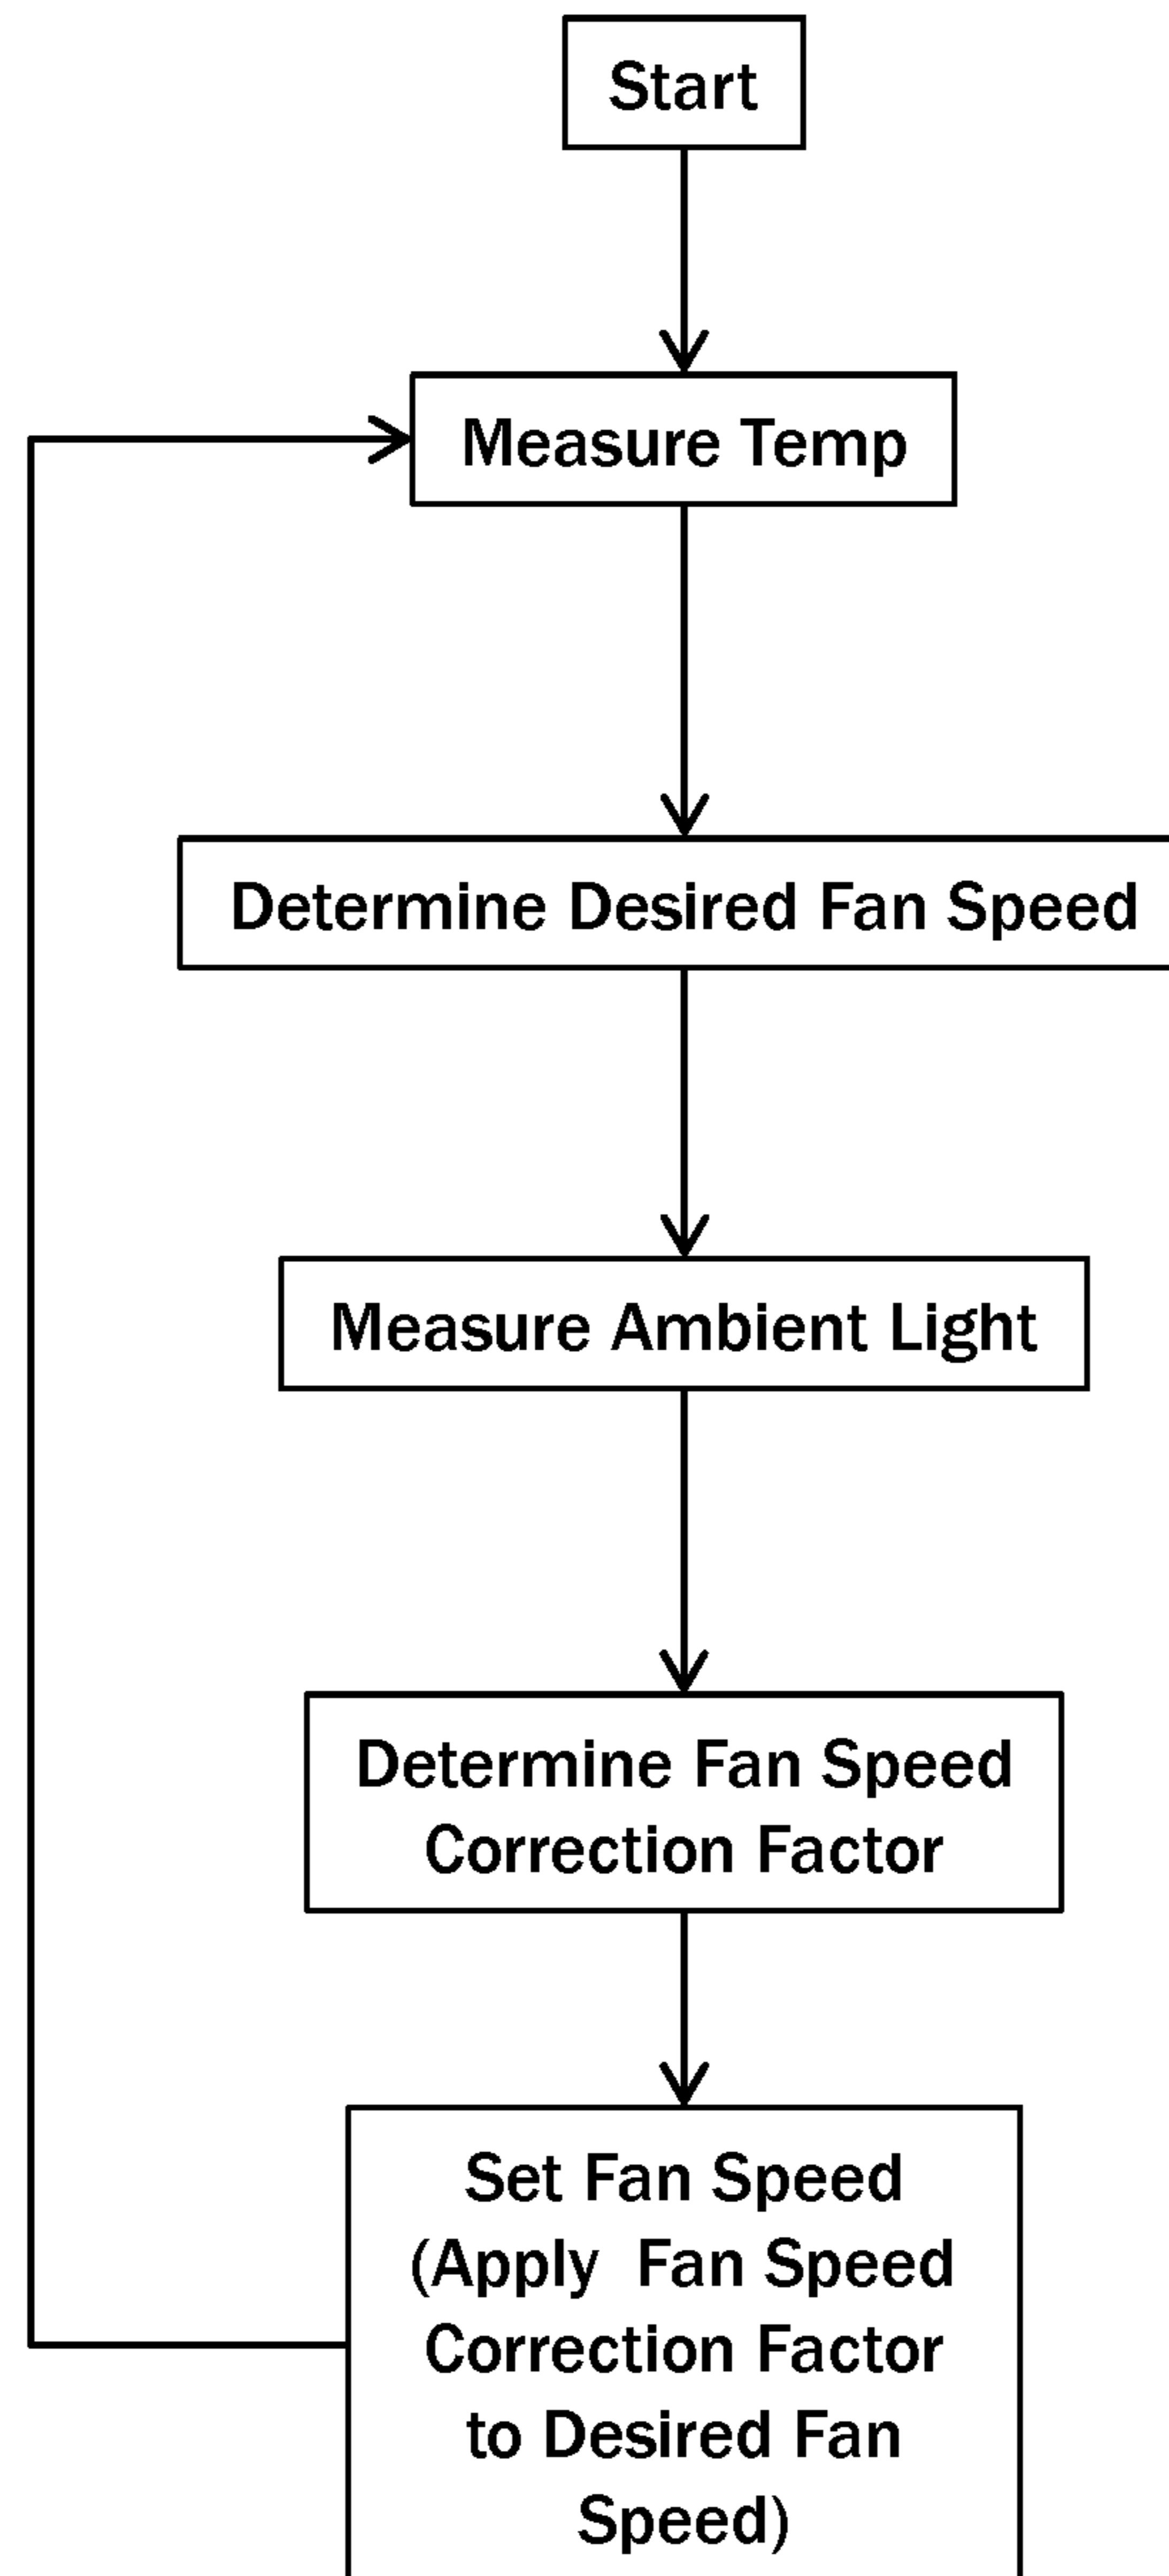 Start
Measure Temp
Determine Desired Fan Speed
Measure Ambient Light
Determine Fan Speed
Correction Factor
Set Fan Speed
(Apply Fan Speed
Correction Factor
to Desired Fan
Speed)